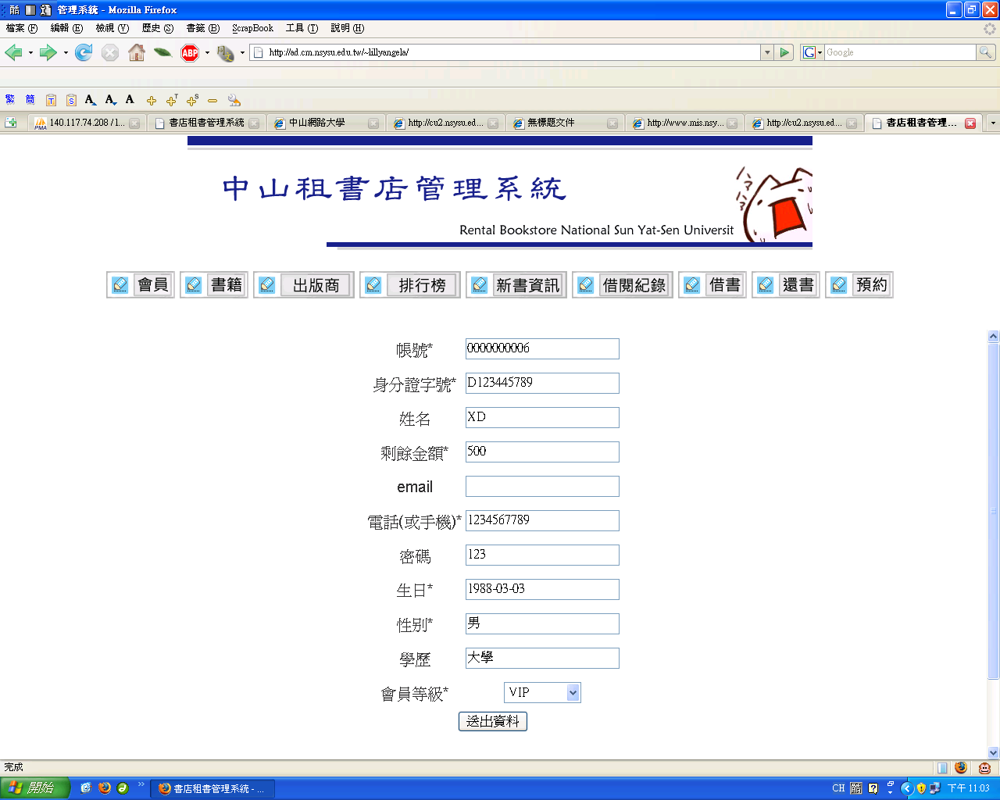 酷 管理系統 - Mozilla Firefox
檔案 (F) 編輯 (E) 檢視 (V) 歷史 (S) 書籤 (B) ScrapBook 工具 (T) 說明 (H)
ABP http://ad.cm.nsysu.edu.tw/~lillyangela/ G Google
繁 簡 T S A A A T S
PMA 140.117.74.208 / l... 書店租書管理系統 中山網路大學 http://cu2.nsysu.ed... 無標題文件 http://www.mis.nsy... http://cu2.nsysu.ed... 書店租書管理...
中山租書店管理系統
Rental Bookstore National Sun Yat-Sen Universit
會員 書籍 出版商 排行榜 新書資訊 借閱紀錄 借書 還書 預約
帳號* 0000000006
身分證字號* D123445789
姓名 XD
剩餘金額* 500
email
電話(或手機)* 1234567789
密碼 123
生日* 1988-03-03
性別* 男
學歷 大學
會員等級* VIP
送出資料
完成
開始 書店租書管理系統 - ... CH 酷 下午 11:03